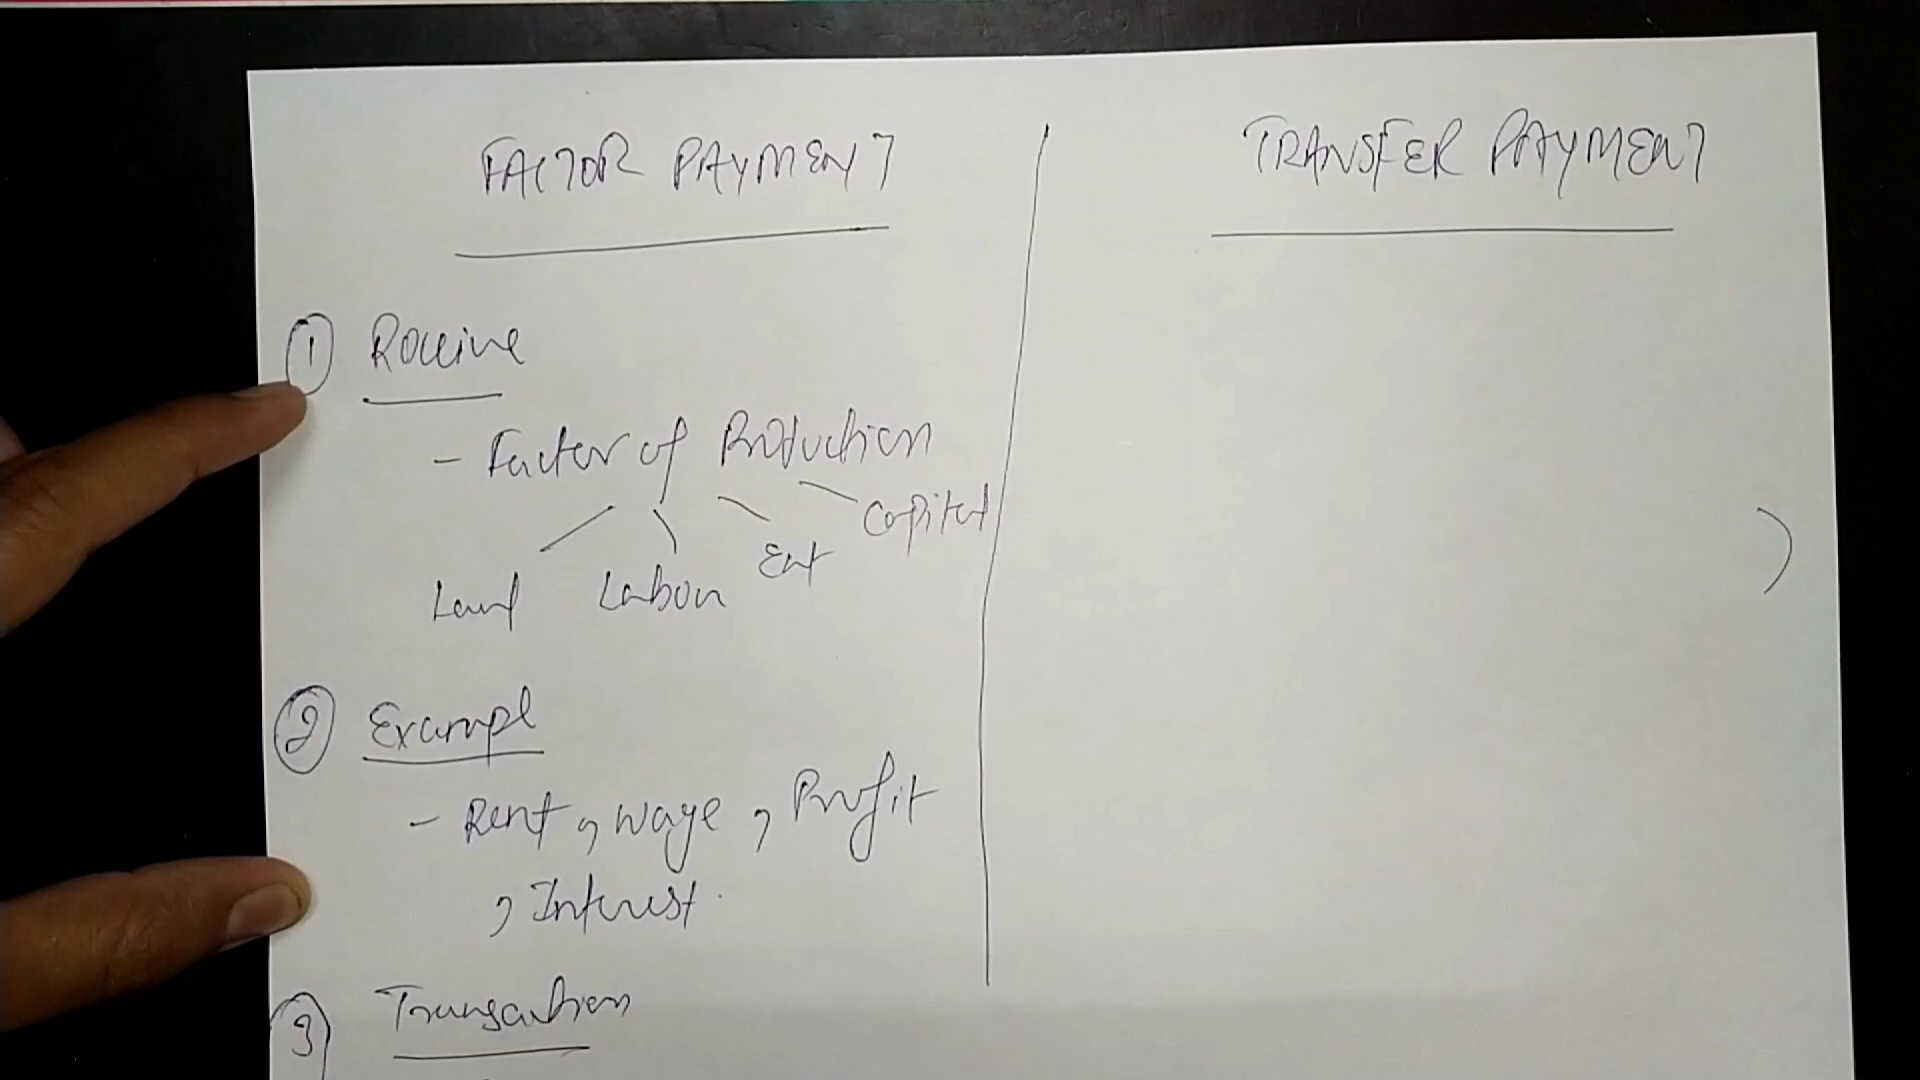 FACTOR PAYMENT
TRANSFER PAYMENT
① Receive
- Factor of Production
Land Labour Ent Capital
② Exampl
- Rent, wage, Profit
, Interest.
③ Transaction